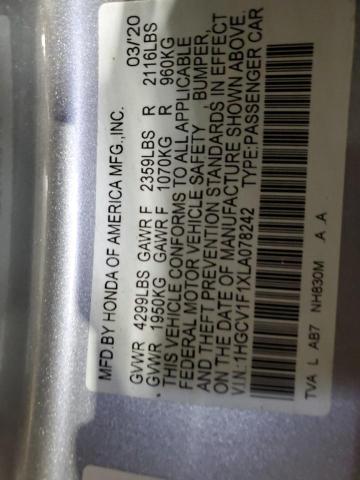 MFD. BY HONDA OF AMERICA MFG., INC. 03/'20
GVWR 4299LBS GAWR F 2359LBS R 2116LBS
GVWR 1950KG GAWR F 1070KG R 960KG
THIS VEHICLE CONFORMS TO ALL APPLICABLE
FEDERAL MOTOR VEHICLE SAFETY , BUMPER,
AND THEFT PREVENTION STANDARDS IN EFFECT
ON THE DATE OF MANUFACTURE SHOWN ABOVE.
V.I.N.: 1HGCV1F1XLA078242 TYPE:PASSENGER CAR
TVA L AB7 NH830M A A